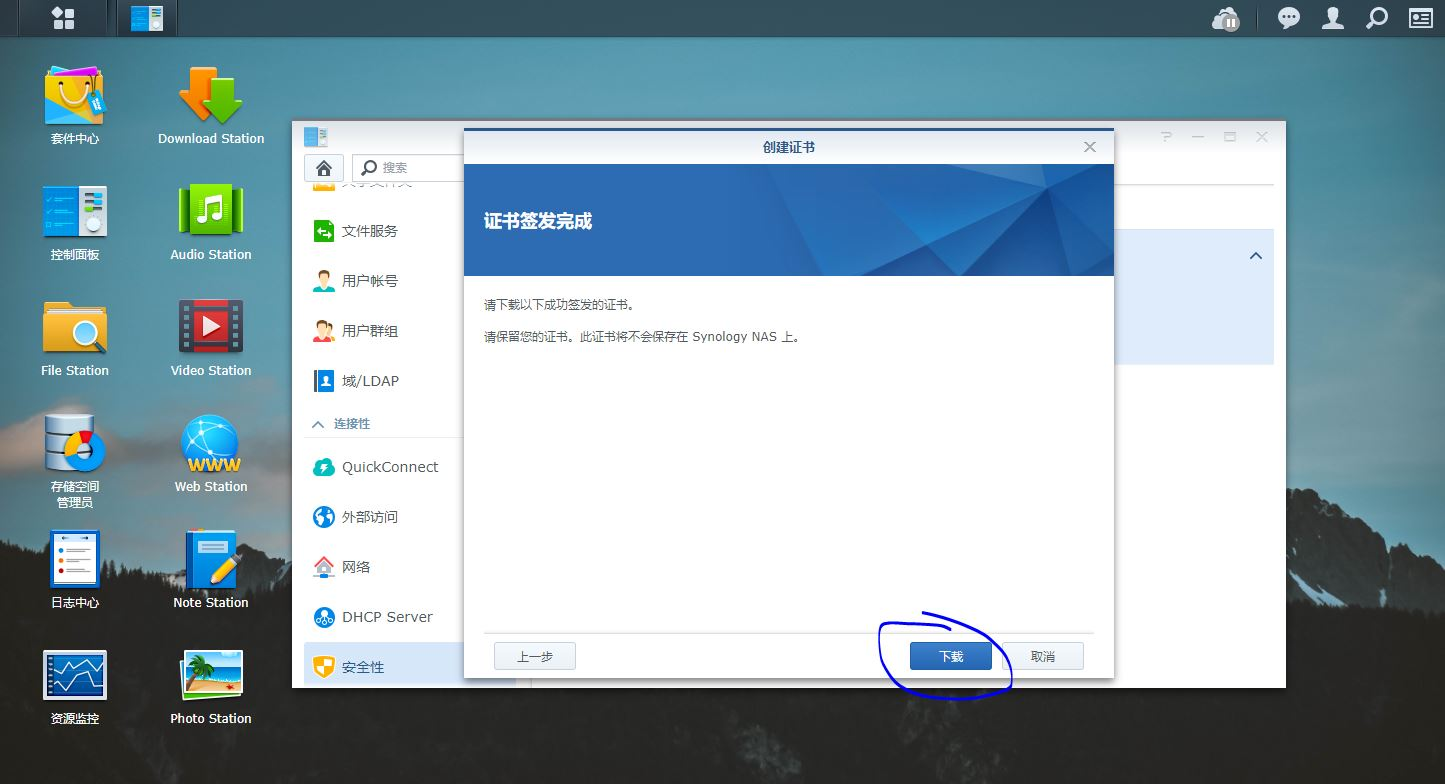 套件中心
Download Station
控制面板
Audio Station
File Station
Video Station
存储空间
管理员
WWW
Web Station
日志中心
Note Station
资源监控
Photo Station
搜索
共享文件夹
文件服务
用户帐号
用户群组
域/LDAP
连接性
QuickConnect
外部访问
网络
DHCP Server
安全性
创建证书
证书签发完成
请下载以下成功签发的证书。
请保留您的证书。此证书将不会保存在 Synology NAS 上。
上一步
下载
取消